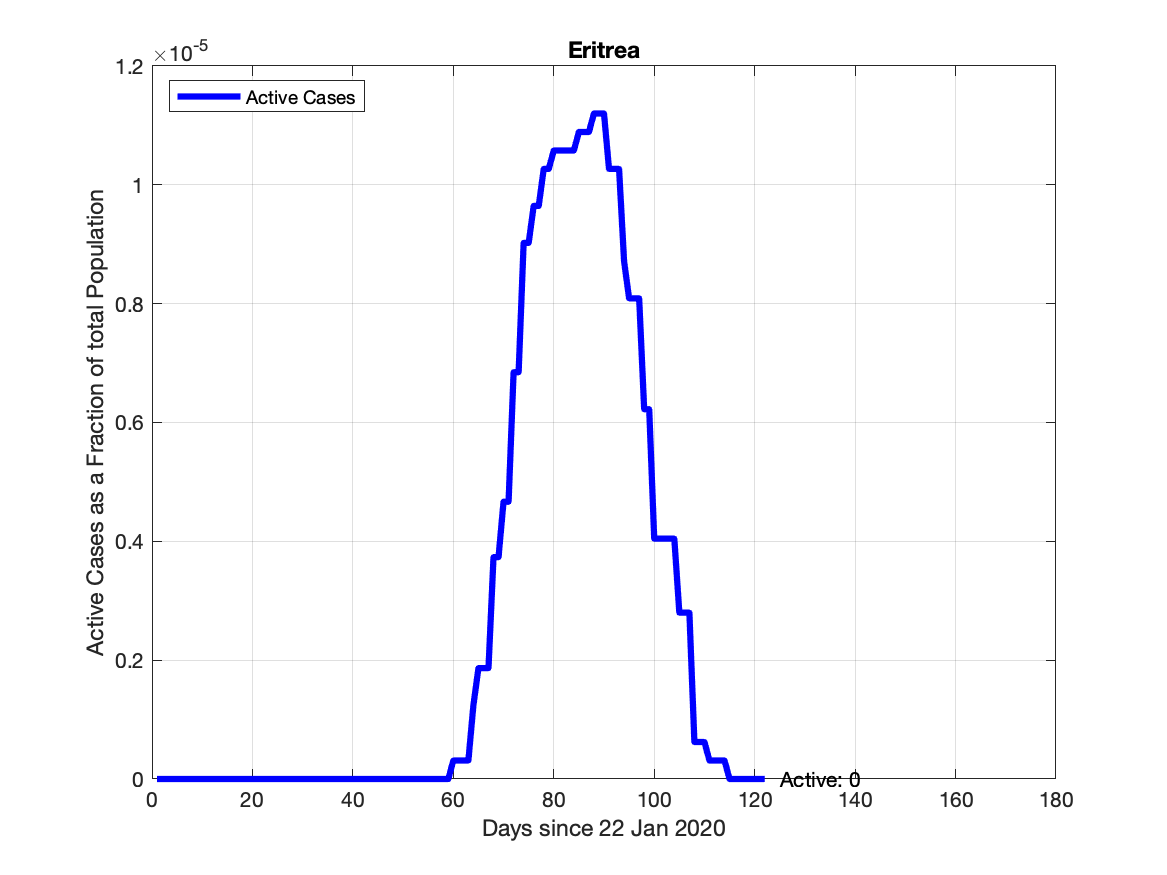 Eritrea
×10-5
Active Cases
Active Cases as a Fraction of total Population
1.2
1
0.8
0.6
0.4
0.2
0
Active: 0
0 20 40 60 80 100 120 140 160 180
Days since 22 Jan 2020